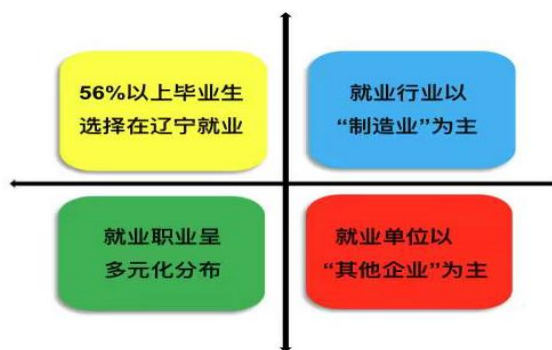 56%以上毕业生
选择在辽宁就业
就业行业以
“制造业”为主
就业职业呈
多元化分布
就业单位以
“其他企业”为主